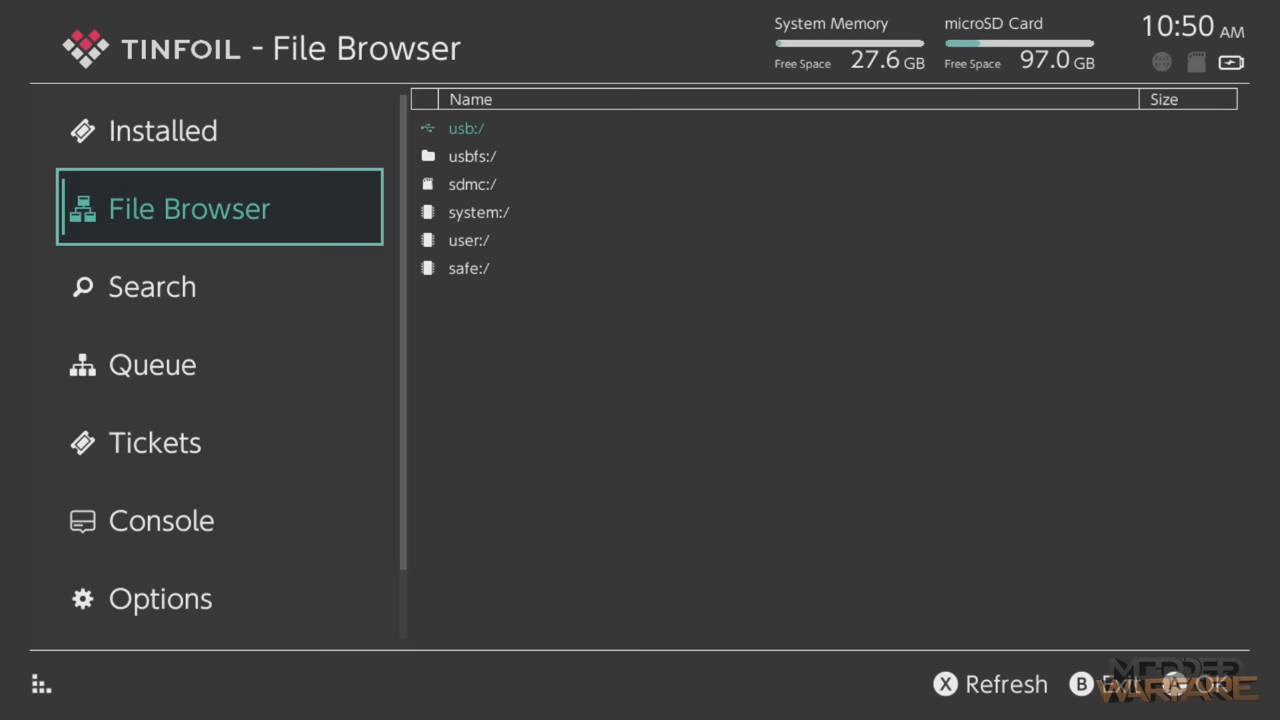 TINFOIL - File Browser
System Memory
Free Space 27.6 GB
microSD Card
Free Space 97.0 GB
10:50 AM
Installed
File Browser
Search
Queue
Tickets
Console
Options
Name Size
usb:/
usbfs:/
sdmc:/
system:/
user:/
safe:/
X Refresh B Exit A OK
WARFARE